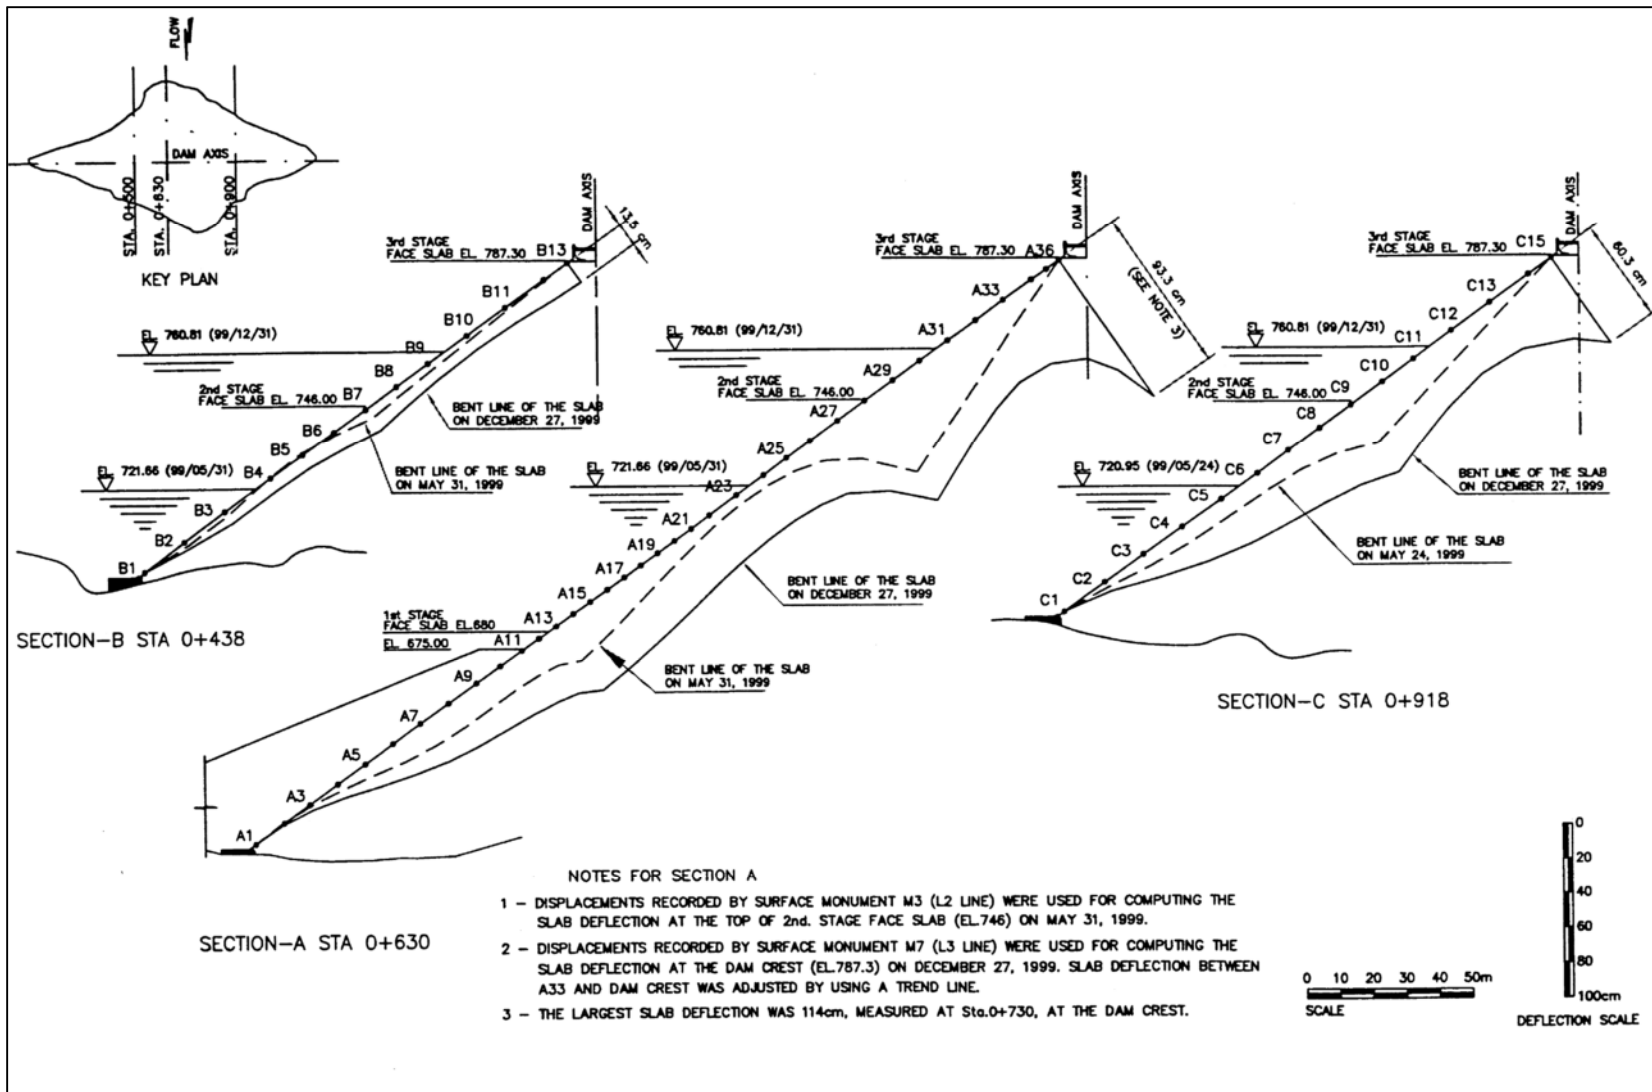 FLOW
DAM AXIS
STA. 0+500
STA. 0+630
STA. 0+900
KEY PLAN
DAM AXIS
13.5 cm
3rd STAGE
FACE SLAB EL. 787.30
B13
B11
B10
EL. 760.81 (99/12/31)
B9
B8
2nd STAGE
FACE SLAB EL. 746.00
B7
B6
BENT LINE OF THE SLAB
ON DECEMBER 27, 1999
B5
EL. 721.66 (99/05/31)
B4
BENT LINE OF THE SLAB
ON MAY 31, 1999
B3
B2
B1
SECTION-B STA 0+438
DAM AXIS
93.3 cm
(SEE NOTE 3)
3rd STAGE
FACE SLAB EL. 787.30
A36
A33
A31
EL. 760.81 (99/12/31)
A29
2nd STAGE
FACE SLAB EL. 746.00
A27
A25
EL. 721.66 (99/05/31)
A23
A21
A19
A17
BENT LINE OF THE SLAB
ON DECEMBER 27, 1999
A15
1st STAGE
FACE SLAB EL.680
A13
EL. 675.00
A11
BENT LINE OF THE SLAB
ON MAY 31, 1999
A9
A7
A5
A3
A1
SECTION-A STA 0+630
DAM AXIS
60.3 cm
3rd STAGE
FACE SLAB EL. 787.30
C15
C13
C12
EL. 760.81 (99/12/31)
C11
C10
2nd STAGE
FACE SLAB EL. 746.00
C9
C8
C7
EL. 720.95 (99/05/24)
C6
BENT LINE OF THE SLAB
ON DECEMBER 27, 1999
C5
C4
BENT LINE OF THE SLAB
ON MAY 24, 1999
C3
C2
C1
SECTION-C STA 0+918
NOTES FOR SECTION A
1 - DISPLACEMENTS RECORDED BY SURFACE MONUMENT M3 (L2 LINE) WERE USED FOR COMPUTING THE
SLAB DEFLECTION AT THE TOP OF 2nd. STAGE FACE SLAB (EL.746) ON MAY 31, 1999.
2 - DISPLACEMENTS RECORDED BY SURFACE MONUMENT M7 (L3 LINE) WERE USED FOR COMPUTING THE
SLAB DEFLECTION AT THE DAM CREST (EL.787.3) ON DECEMBER 27, 1999. SLAB DEFLECTION BETWEEN
A33 AND DAM CREST WAS ADJUSTED BY USING A TREND LINE.
3 - THE LARGEST SLAB DEFLECTION WAS 114cm, MEASURED AT Sta.0+730, AT THE DAM CREST.
0 10 20 30 40 50m
SCALE
0
20
40
60
80
100cm
DEFLECTION SCALE